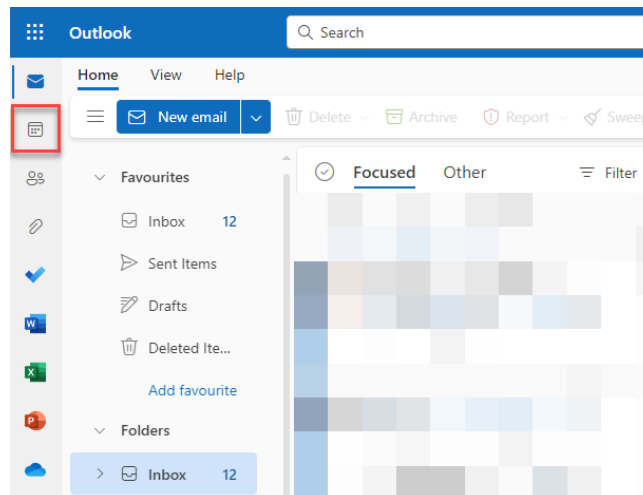 Outlook
Search
Home View Help
New email Delete Archive Report Sweep
Favourites
Focused Other Filter
Inbox 12
Sent Items
Drafts
Deleted Ite...
Add favourite
Folders
Inbox 12